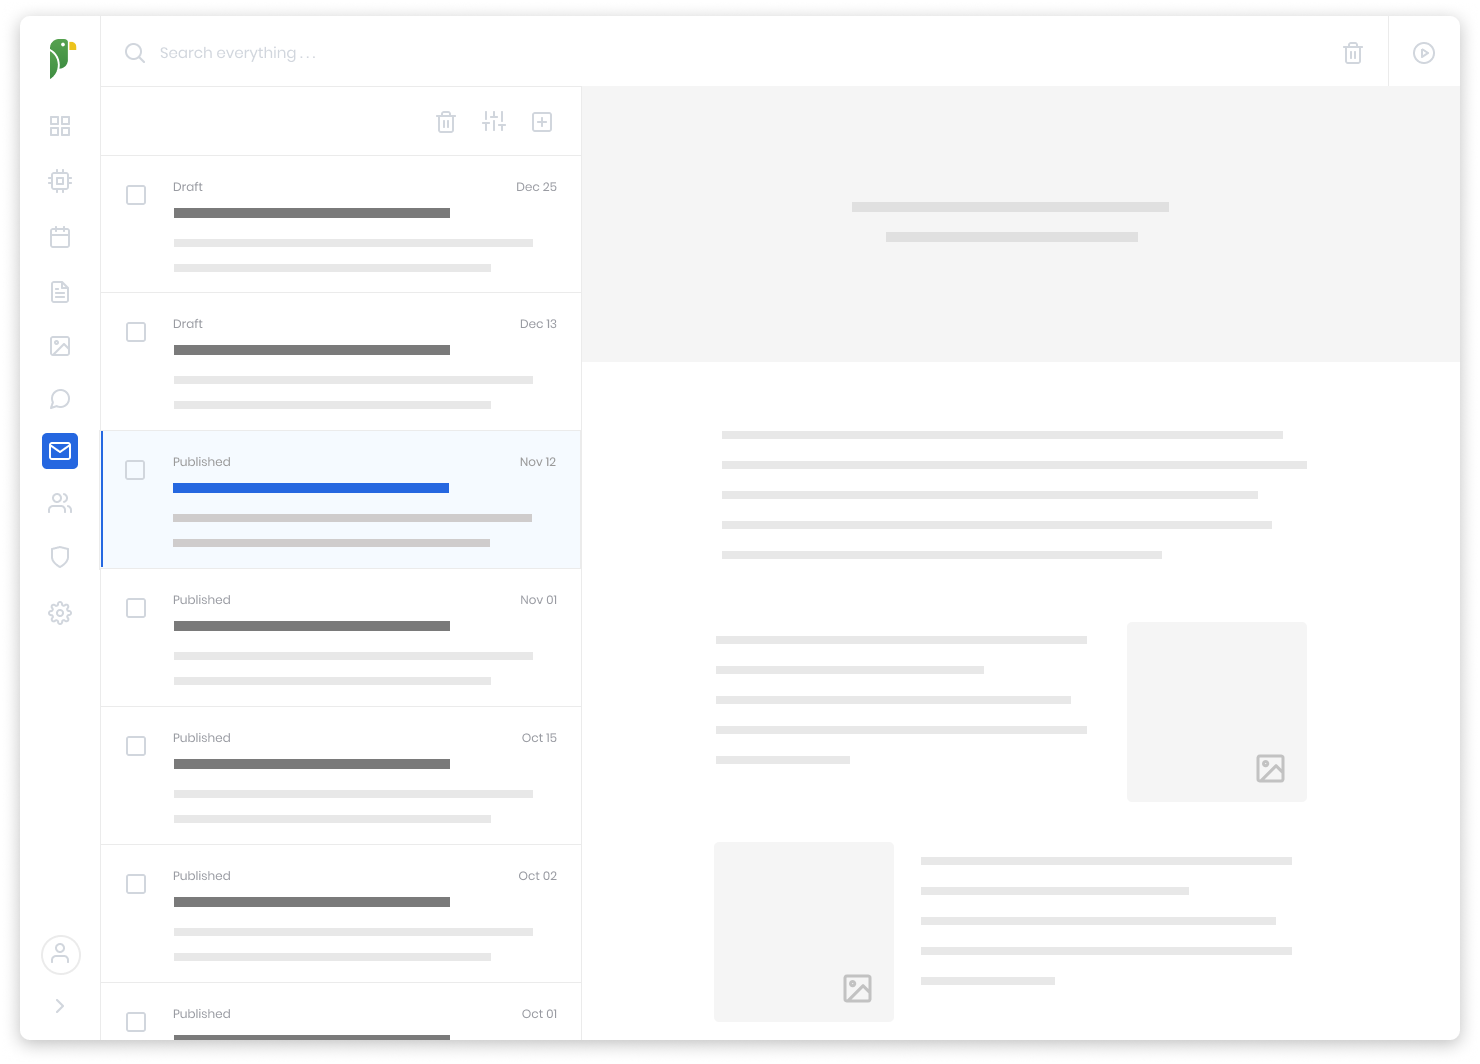 Search everything . . .
Draft Dec 25
Draft Dec 13
Published Nov 12
Published Nov 01
Published Oct 15
Published Oct 02
Published Oct 01